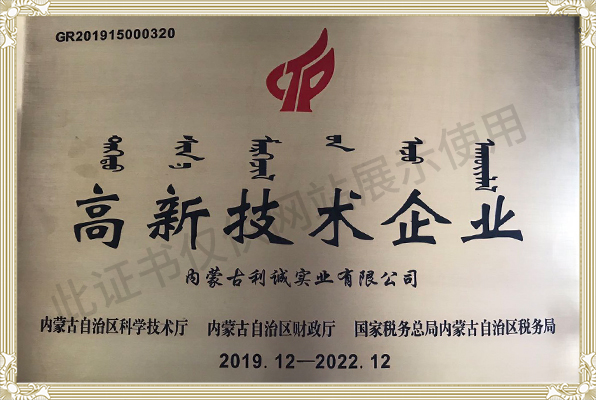 GR201915000320
高新技术企业
内蒙古利诚实业有限公司
内蒙古自治区科学技术厅 内蒙古自治区财政厅 国家税务总局内蒙古自治区税务局
2019.12—2022.12
此证书仅供网站展示使用